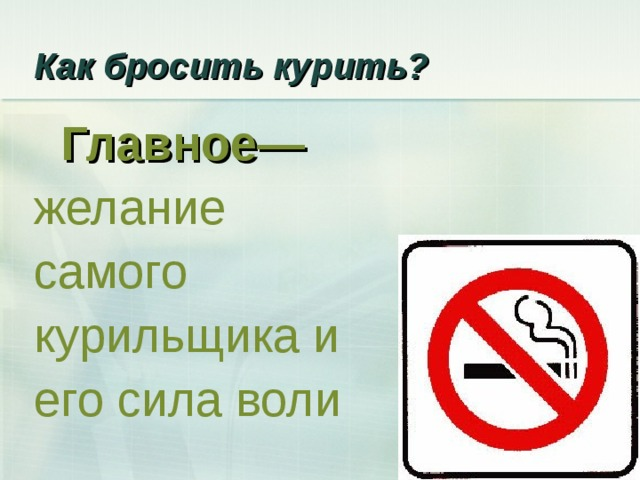 Как бросить курить?
Главное—
желание
самого
курильщика и
его сила воли